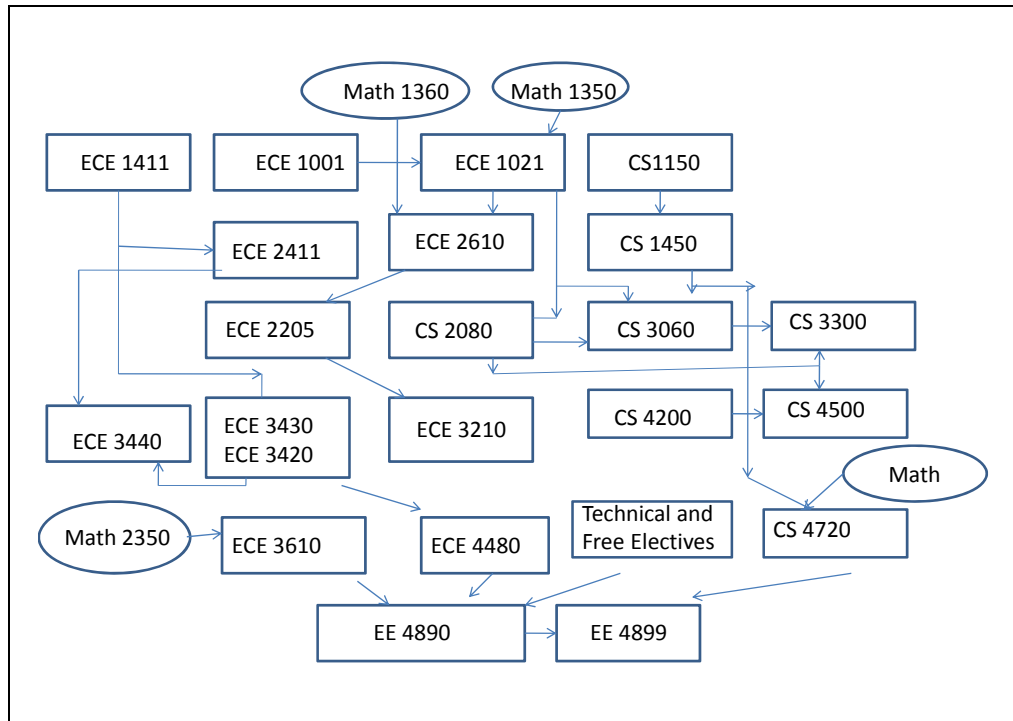 Math 1360
Math 1350
ECE 1411
ECE 1001
ECE 1021
CS1150
ECE 2411
ECE 2610
CS 1450
ECE 2205
CS 2080
CS 3060
CS 3300
ECE 3440
ECE 3430
ECE 3420
ECE 3210
CS 4200
CS 4500
Math
Math 2350
ECE 3610
ECE 4480
Technical and
Free Electives
CS 4720
EE 4890
EE 4899